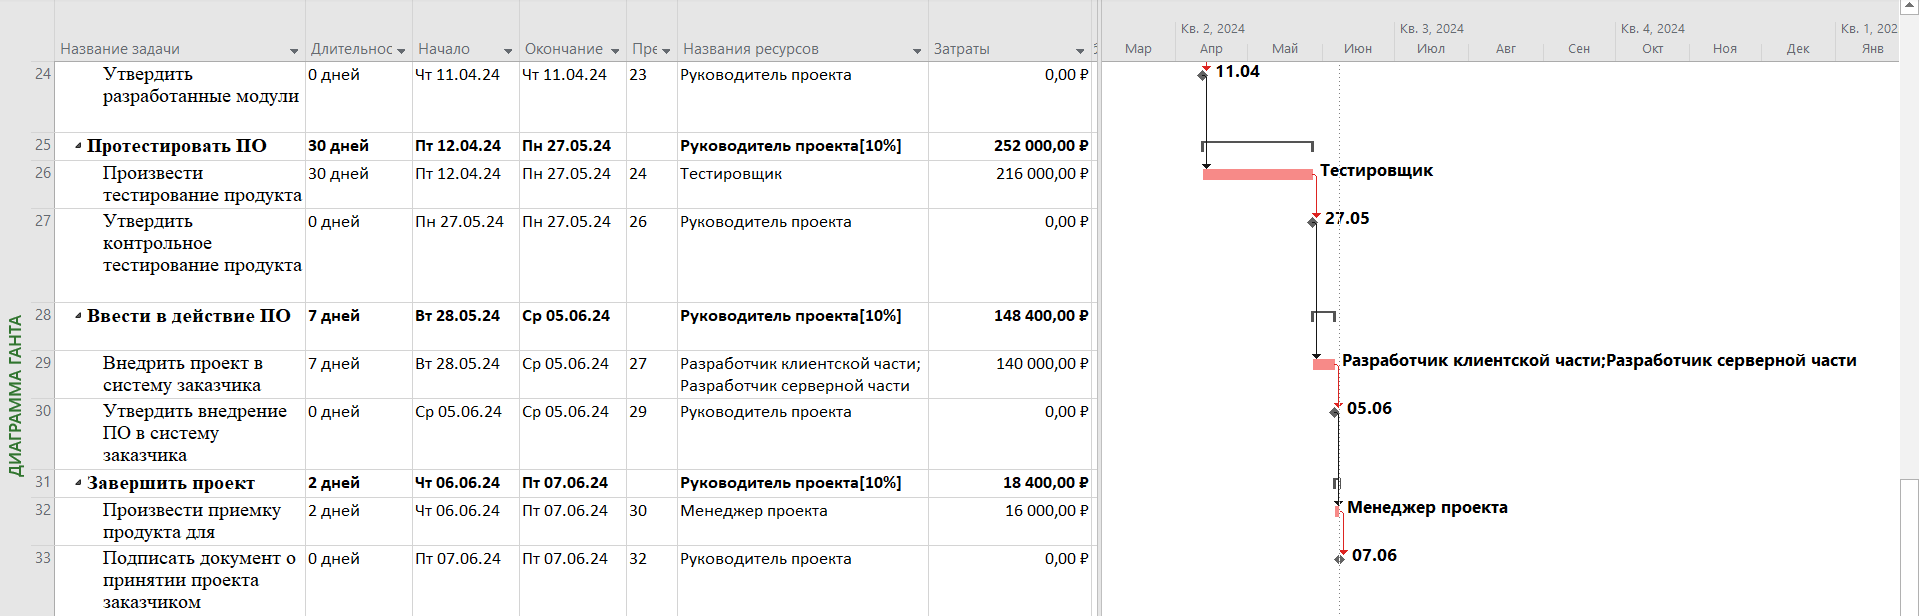 Кв. 2, 2024 Кв. 3, 2024 Кв. 4, 2024 Кв. 1, 202
Название задачи Длительнос Начало Окончание Пре Названия ресурсов Затраты Мар Апр Май Июн Июл Авг Сен Окт Ноя Дек Янв
24 Утвердить 0 дней Чт 11.04.24 Чт 11.04.24 23 Руководитель проекта 0,00 ₽ 11.04
разработанные модули
25 Протестировать ПО 30 дней Пт 12.04.24 Пн 27.05.24 Руководитель проекта[10%] 252 000,00 ₽
26 Произвести 30 дней Пт 12.04.24 Пн 27.05.24 24 Тестировщик 216 000,00 ₽ Тестировщик
тестирование продукта
27 Утвердить 0 дней Пн 27.05.24 Пн 27.05.24 26 Руководитель проекта 0,00 ₽ 27.05
контрольное
тестирование продукта
28 Ввести в действие ПО 7 дней Вт 28.05.24 Ср 05.06.24 Руководитель проекта[10%] 148 400,00 ₽
29 Внедрить проект в 7 дней Вт 28.05.24 Ср 05.06.24 27 Разработчик клиентской части; 140 000,00 ₽ Разработчик клиентской части;Разработчик серверной части
систему заказчика Разработчик серверной части
30 Утвердить внедрение 0 дней Ср 05.06.24 Ср 05.06.24 29 Руководитель проекта 0,00 ₽ 05.06
ПО в систему
заказчика
31 Завершить проект 2 дней Чт 06.06.24 Пт 07.06.24 Руководитель проекта[10%] 18 400,00 ₽
32 Произвести приемку 2 дней Чт 06.06.24 Пт 07.06.24 30 Менеджер проекта 16 000,00 ₽ Менеджер проекта
продукта для
33 Подписать документ о 0 дней Пт 07.06.24 Пт 07.06.24 32 Руководитель проекта 0,00 ₽ 07.06
принятии проекта
заказчиком
ДИАГРАММА ГАНТА